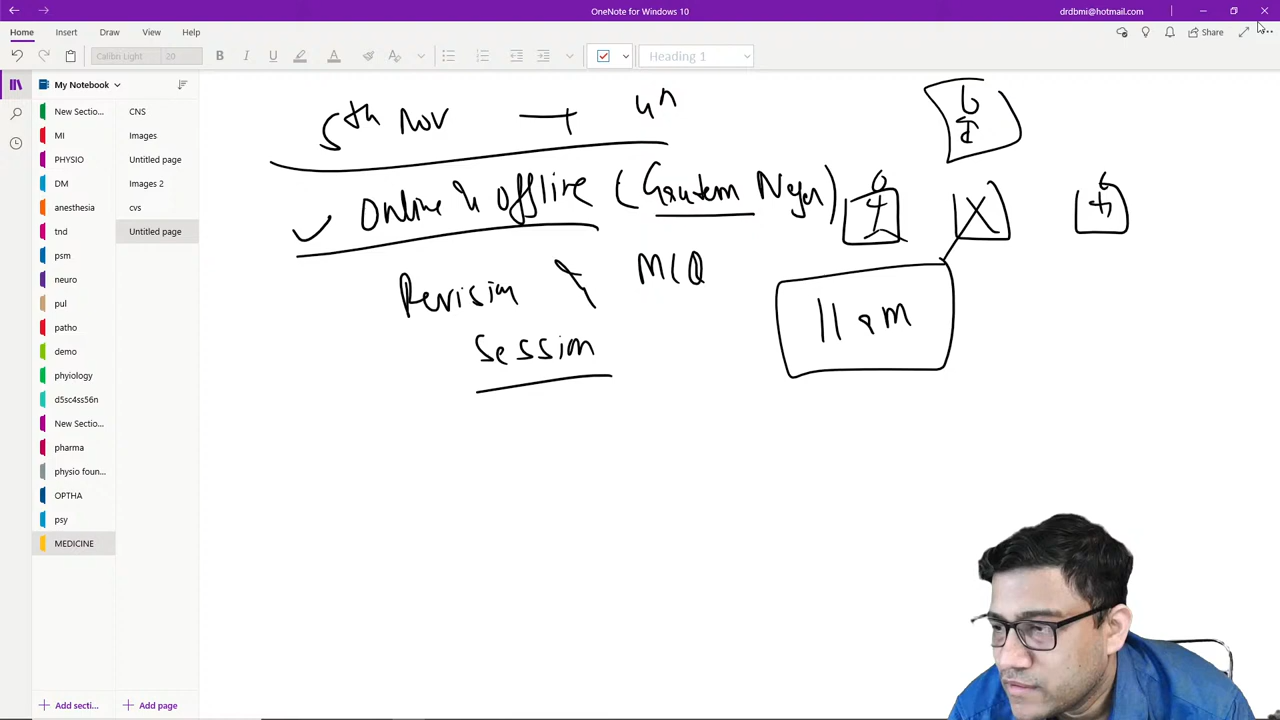 OneNote for Windows 10
drdbmi@hotmail.com
Home Insert Draw View Help
Share
Calibri Light 20
B I U A
Heading 1
My Notebook
New Sectio...
MI
PHYSIO
DM
anesthesia
tnd
psm
neuro
pul
patho
demo
phyiology
d5sc4ss56n
New Sectio...
pharma
physio foun...
OPTHA
psy
MEDICINE
Add secti...
CNS
Images
Untitled page
Images 2
cvs
Untitled page
Add page
5th Nov
Online & offline (Gautam Nagar)
Revision & MCQ
Session
X